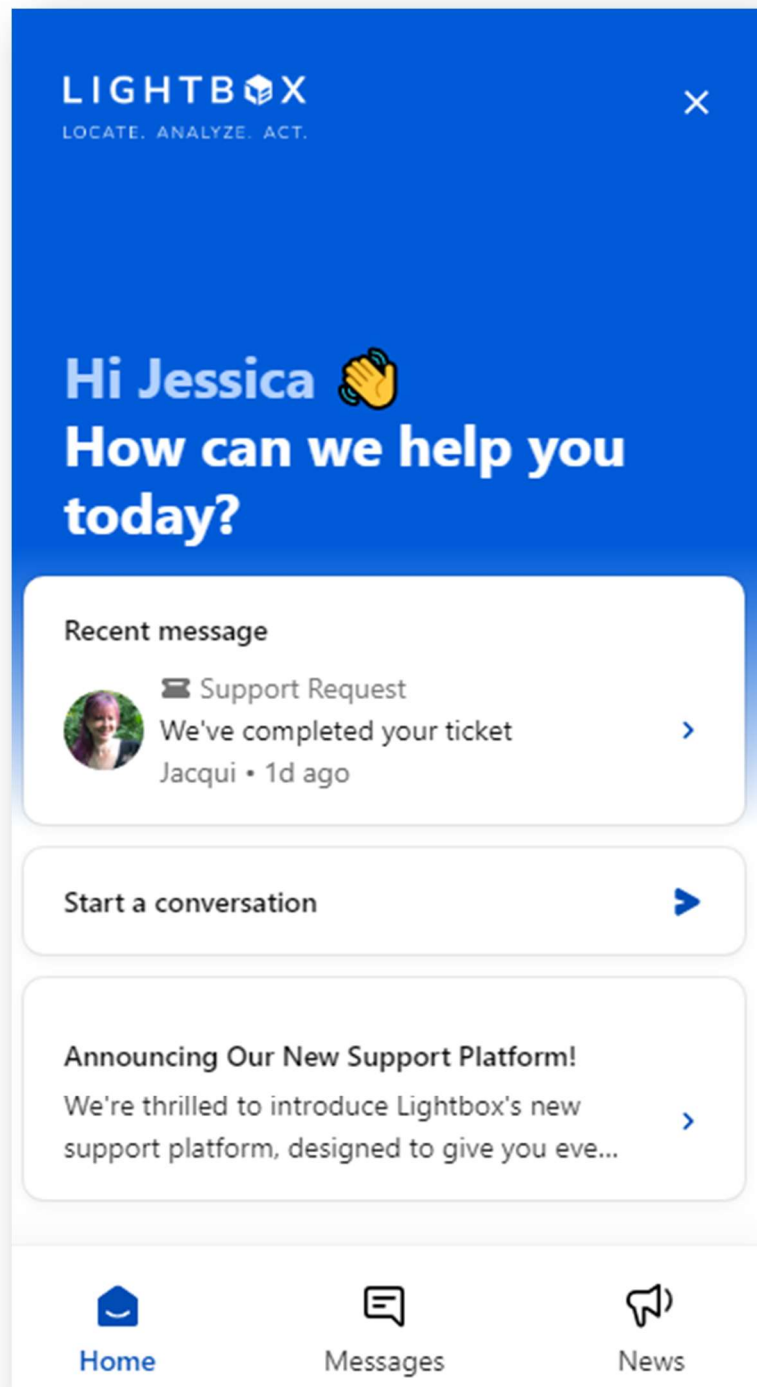 LIGHTBOX
LOCATE. ANALYZE. ACT.
Hi Jessica 👋
How can we help you
today?
Recent message
Support Request
We've completed your ticket
Jacqui • 1d ago
Start a conversation
Announcing Our New Support Platform!
We're thrilled to introduce Lightbox's new
support platform, designed to give you eve...
Home
Messages
News